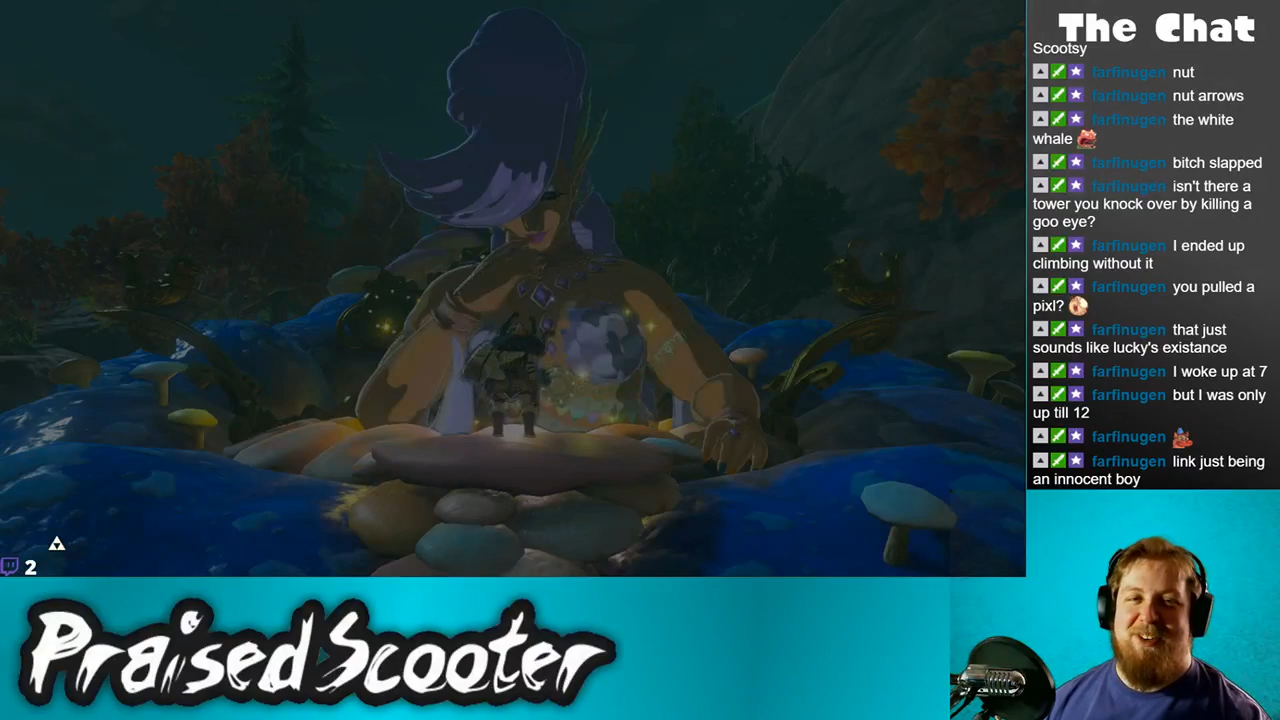 The Chat
Scootsy
farfinugen nut
farfinugen nut arrows
farfinugen the white
whale
farfinugen bitch slapped
farfinugen isn't there a
tower you knock over by killing a
goo eye?
farfinugen I ended up
climbing without it
farfinugen you pulled a
pixl?
farfinugen that just
sounds like lucky's existance
farfinugen I woke up at 7
farfinugen but I was only
up till 12
farfinugen
farfinugen link just being
an innocent boy
2
PraisedScooter